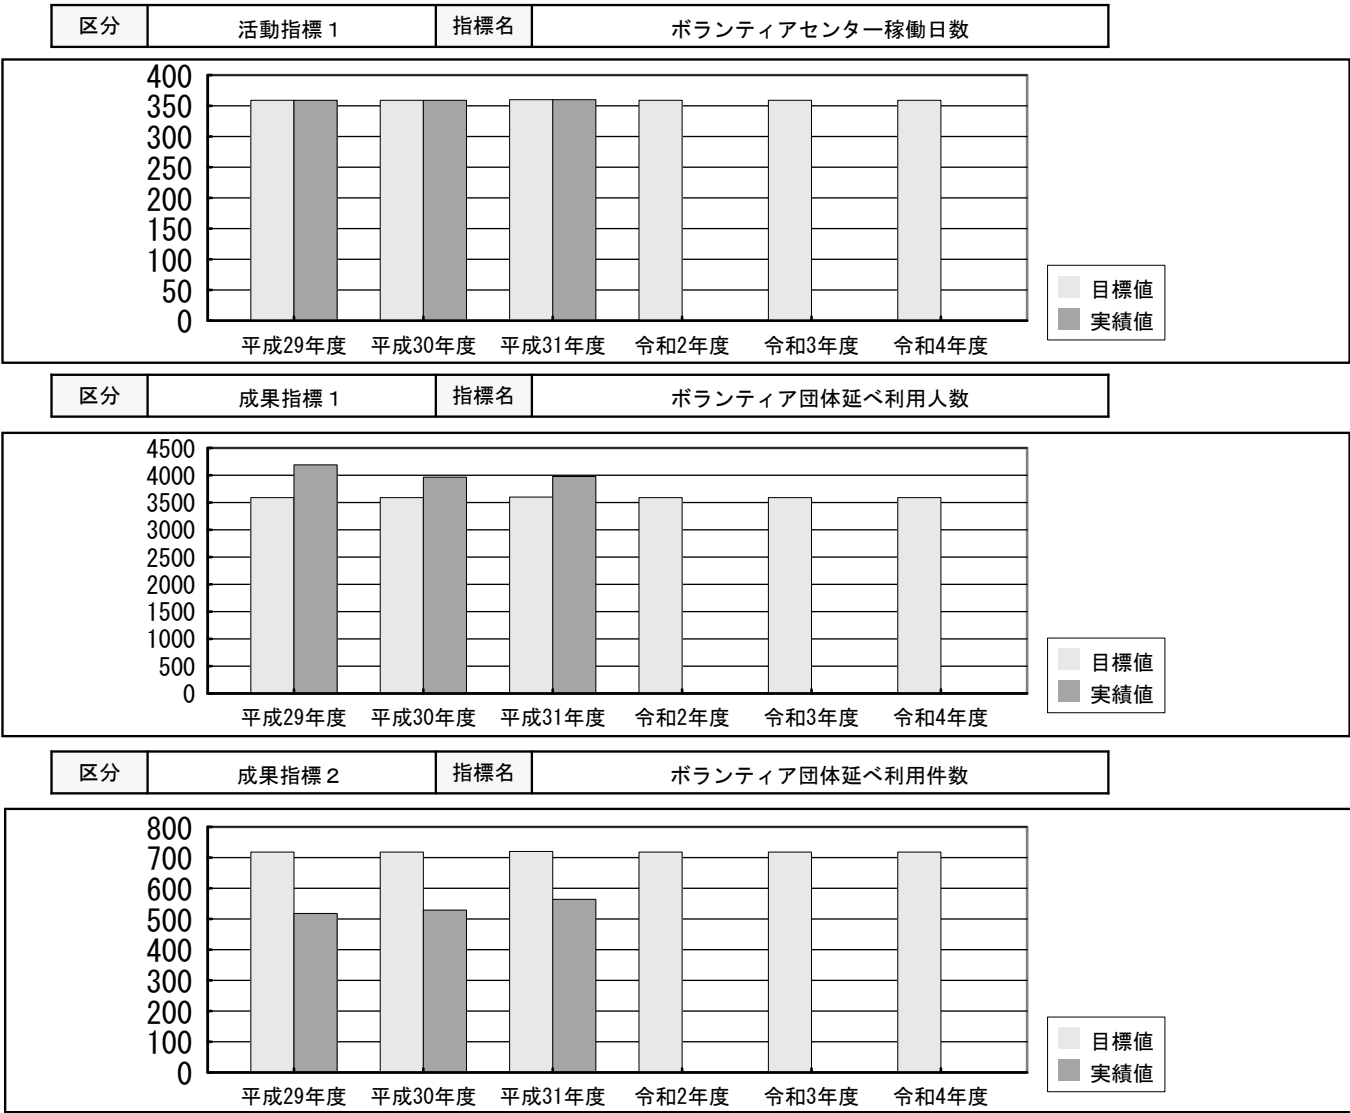 区分 活動指標１ 指標名 ボランティアセンター稼働日数
400
350
300
250
200
150
100
50
0
平成29年度 平成30年度 平成31年度 令和2年度 令和3年度 令和4年度
目標値
実績値
区分 成果指標１ 指標名 ボランティア団体延べ利用人数
4500
4000
3500
3000
2500
2000
1500
1000
500
0
平成29年度 平成30年度 平成31年度 令和2年度 令和3年度 令和4年度
目標値
実績値
区分 成果指標２ 指標名 ボランティア団体延べ利用件数
800
700
600
500
400
300
200
100
0
平成29年度 平成30年度 平成31年度 令和2年度 令和3年度 令和4年度
目標値
実績値